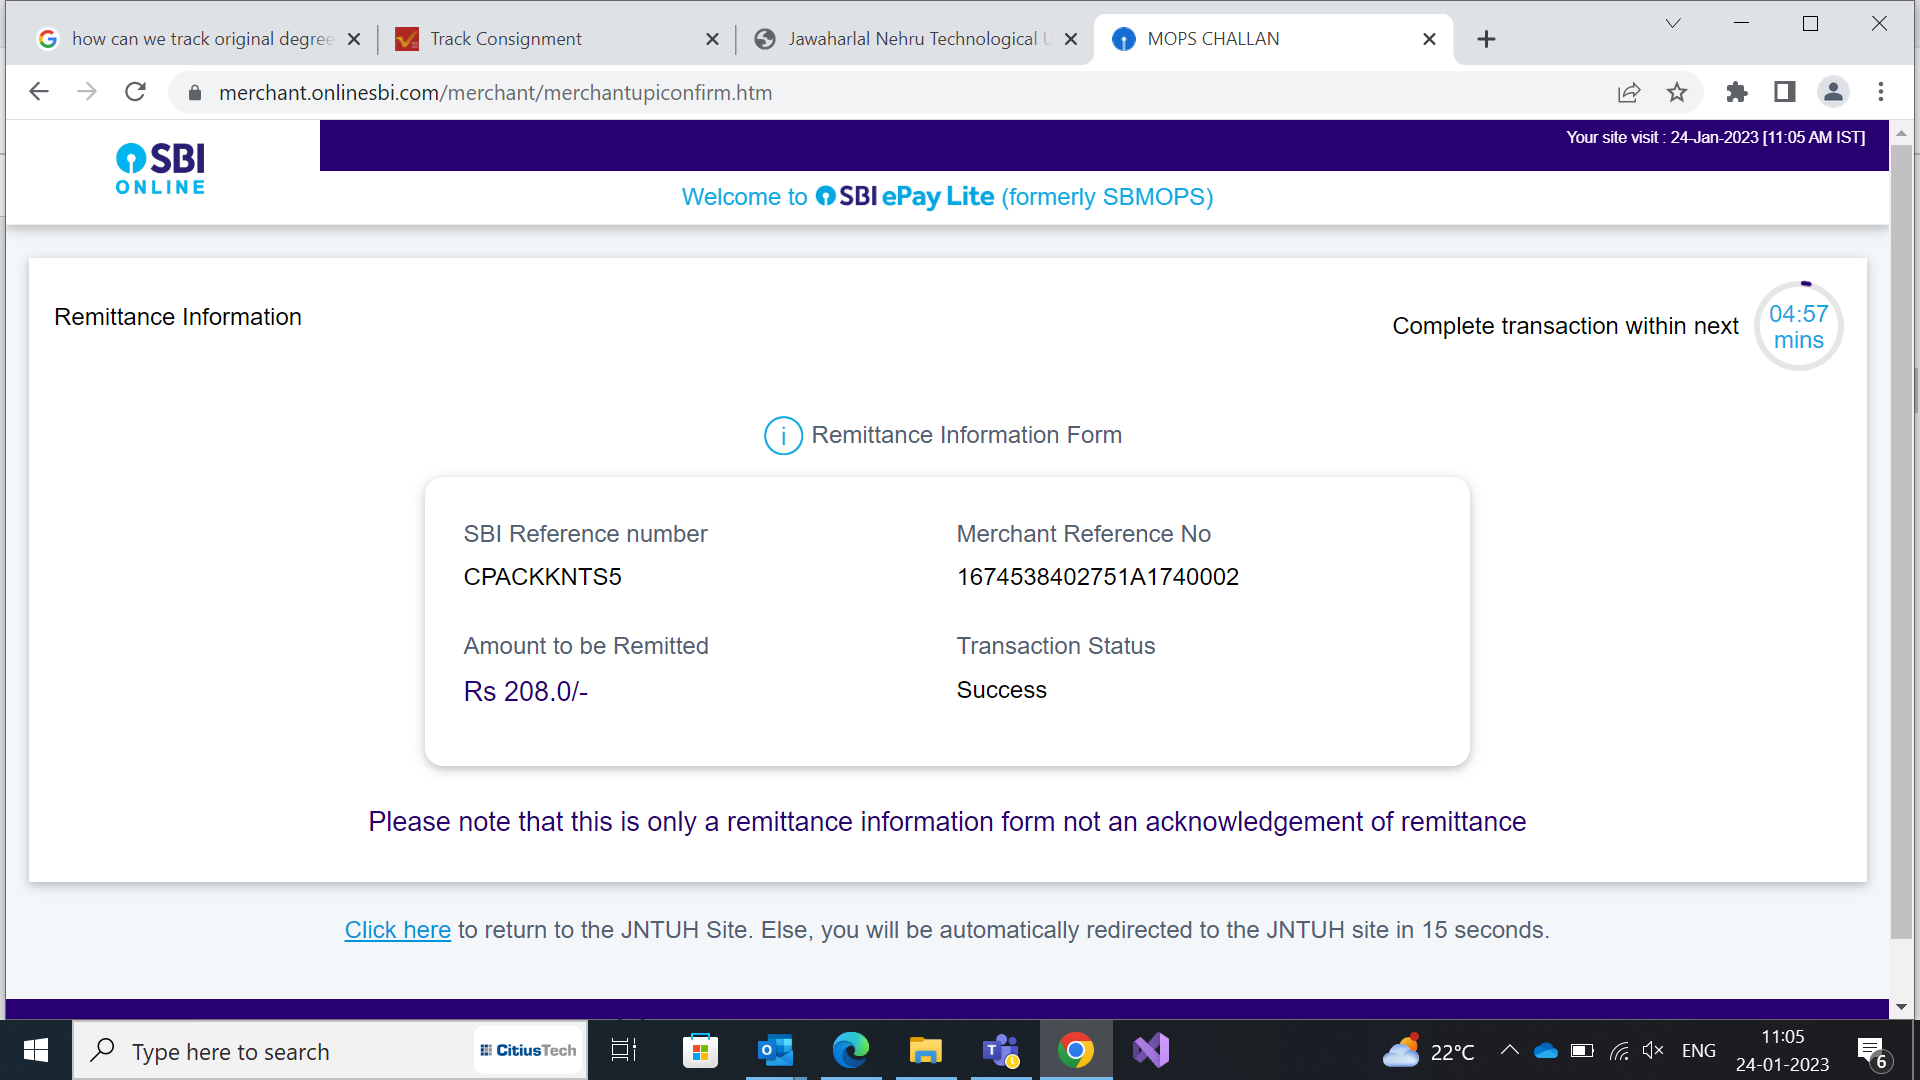 how can we track original degree
Track Consignment
Jawaharlal Nehru Technological U
MOPS CHALLAN
merchant.onlinesbi.com/merchant/merchantupiconfirm.htm
Your site visit : 24-Jan-2023 [11:05 AM IST]
SBI
ONLINE
Welcome to SBI ePay Lite (formerly SBMOPS)
Remittance Information
Complete transaction within next
04:57
mins
i Remittance Information Form
SBI Reference number
CPACKKNTS5
Merchant Reference No
1674538402751A1740002
Amount to be Remitted
Rs 208.0/-
Transaction Status
Success
Please note that this is only a remittance information form not an acknowledgement of remittance
Click here to return to the JNTUH Site. Else, you will be automatically redirected to the JNTUH site in 15 seconds.
Type here to search
CitiusTech
22°C
ENG
11:05
24-01-2023
6